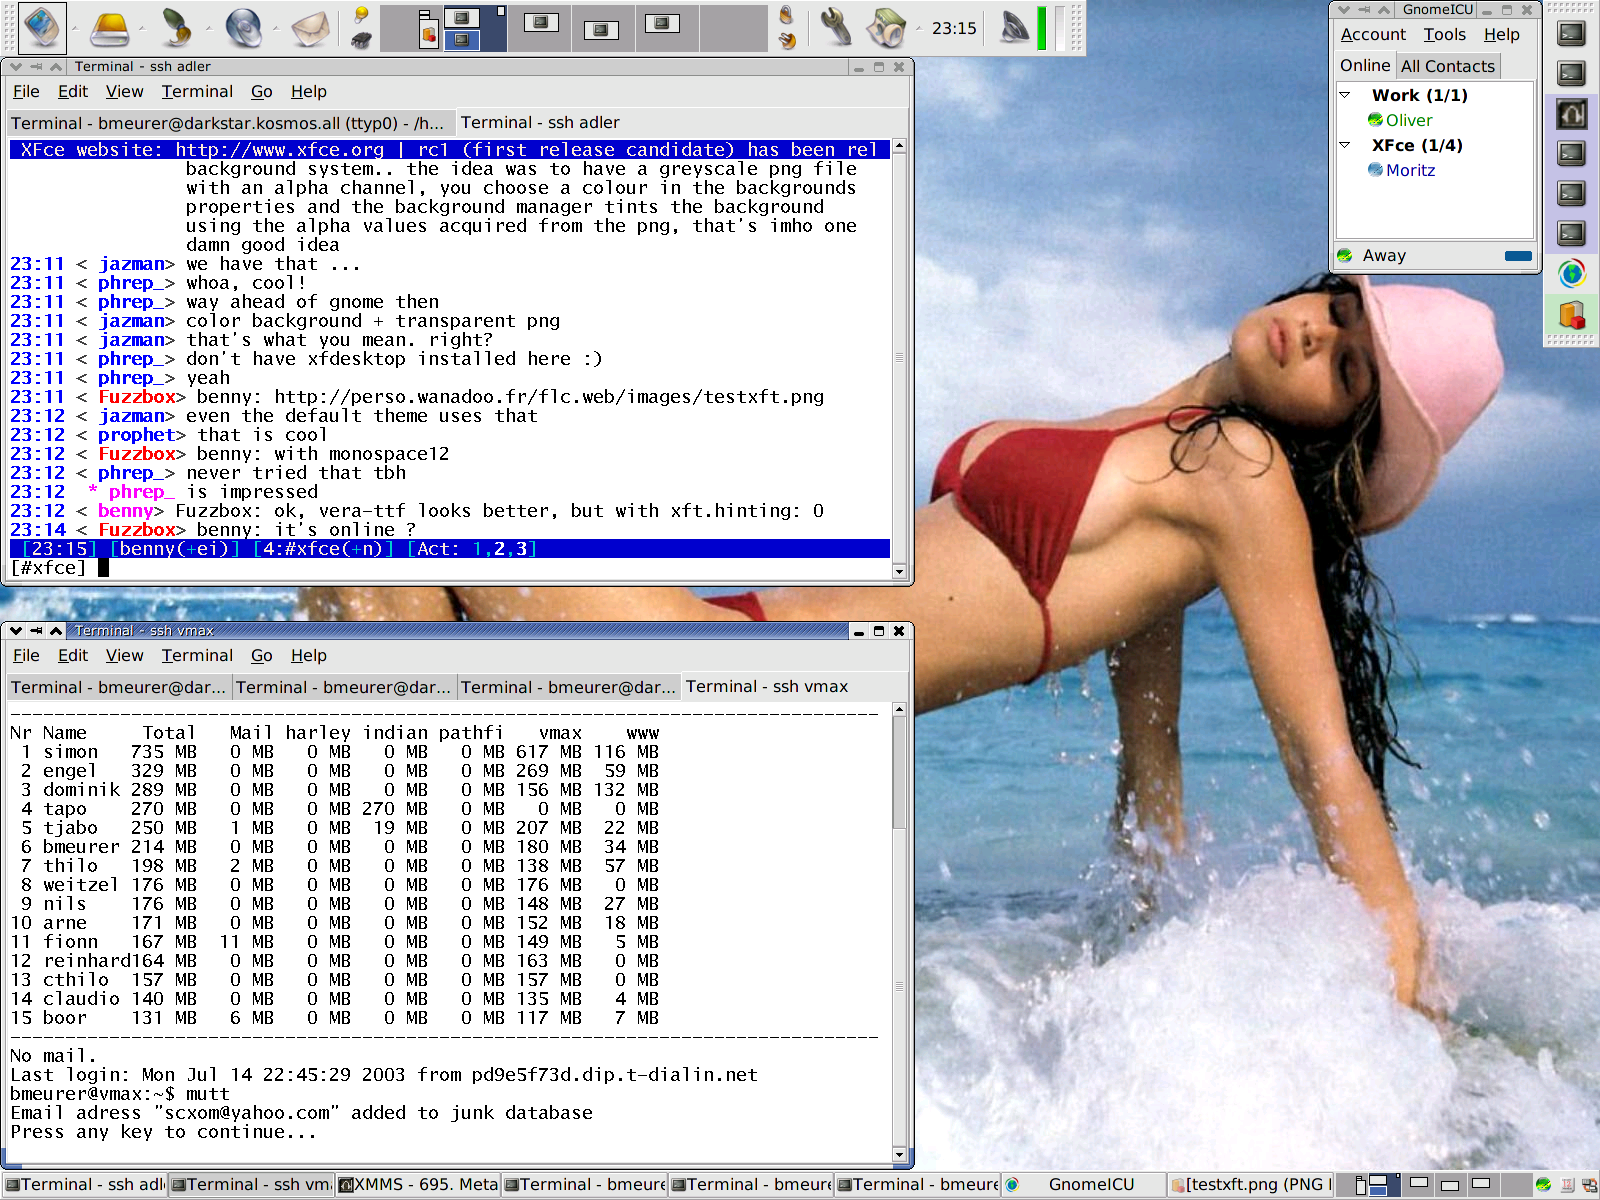 23:15
Terminal - ssh adler
File Edit View Terminal Go Help
Terminal - bmeurer@darkstar.kosmos.all (ttyp0) - /h... Terminal - ssh adler
XFce website: http://www.xfce.org | rc1 (first release candidate) has been rel
background system.. the idea was to have a greyscale png file
with an alpha channel, you choose a colour in the backgrounds
properties and the background manager tints the background
using the alpha values acquired from the png, that's imho one
damn good idea
23:11 < jazman> we have that ...
23:11 < phrep_> whoa, cool!
23:11 < phrep_> way ahead of gnome then
23:11 < jazman> color background + transparent png
23:11 < jazman> that's what you mean. right?
23:11 < phrep_> don't have xfdesktop installed here :)
23:11 < phrep_> yeah
23:11 < Fuzzbox> benny: http://perso.wanadoo.fr/flc.web/images/testxft.png
23:12 < jazman> even the default theme uses that
23:12 < prophet> that is cool
23:12 < Fuzzbox> benny: with monospace12
23:12 < phrep_> never tried that tbh
23:12 * phrep_ is impressed
23:12 < benny> Fuzzbox: ok, vera-ttf looks better, but with xft.hinting: 0
23:14 < Fuzzbox> benny: it's online ?
[23:15] [benny(+ei)] [4:#xfce(+n)] [Act: 1,2,3]
[#xfce]
GnomeICU
Account Tools Help
Online All Contacts
Work (1/1)
Oliver
XFce (1/4)
Moritz
Away
Terminal - ssh vmax
File Edit View Terminal Go Help
Terminal - bmeurer@dar... Terminal - bmeurer@dar... Terminal - bmeurer@dar... Terminal - ssh vmax
Nr Name Total Mail harley indian pathfi vmax www
1 simon 735 MB 0 MB 0 MB 0 MB 0 MB 617 MB 116 MB
2 engel 329 MB 0 MB 0 MB 0 MB 0 MB 269 MB 59 MB
3 dominik 289 MB 0 MB 0 MB 0 MB 0 MB 156 MB 132 MB
4 tapo 270 MB 0 MB 0 MB 270 MB 0 MB 0 MB 0 MB
5 tjabo 250 MB 1 MB 0 MB 19 MB 0 MB 207 MB 22 MB
6 bmeurer 214 MB 0 MB 0 MB 0 MB 0 MB 180 MB 34 MB
7 thilo 198 MB 2 MB 0 MB 0 MB 0 MB 138 MB 57 MB
8 weitzel 176 MB 0 MB 0 MB 0 MB 0 MB 176 MB 0 MB
9 nils 176 MB 0 MB 0 MB 0 MB 0 MB 148 MB 27 MB
10 arne 171 MB 0 MB 0 MB 0 MB 0 MB 152 MB 18 MB
11 fionn 167 MB 11 MB 0 MB 0 MB 0 MB 149 MB 5 MB
12 reinhard164 MB 0 MB 0 MB 0 MB 0 MB 163 MB 0 MB
13 cthilo 157 MB 0 MB 0 MB 0 MB 0 MB 157 MB 0 MB
14 claudio 140 MB 0 MB 0 MB 0 MB 0 MB 135 MB 4 MB
15 boor 131 MB 6 MB 0 MB 0 MB 0 MB 117 MB 7 MB
No mail.
Last login: Mon Jul 14 22:45:29 2003 from pd9e5f73d.dip.t-dialin.net
bmeurer@vmax:~$ mutt
Email adress "scxom@yahoo.com" added to junk database
Press any key to continue...
Terminal - ssh adl Terminal - ssh vma XMMS - 695. Meta Terminal - bmeure Terminal - bmeure Terminal - bmeure GnomeICU [testxft.png (PNG I